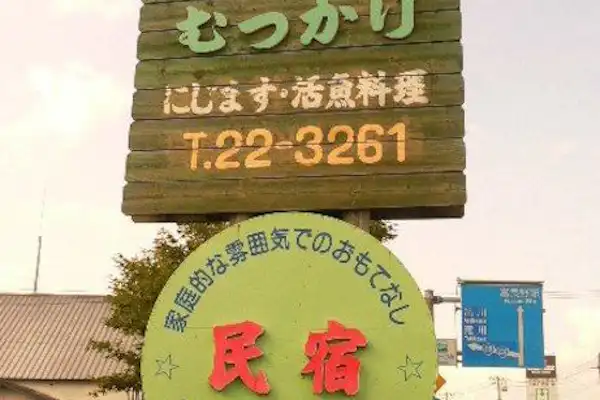 むつかり
にじます・活魚料理
T.22-3261
家庭的な雰囲気でのおもてなし
☆民宿☆